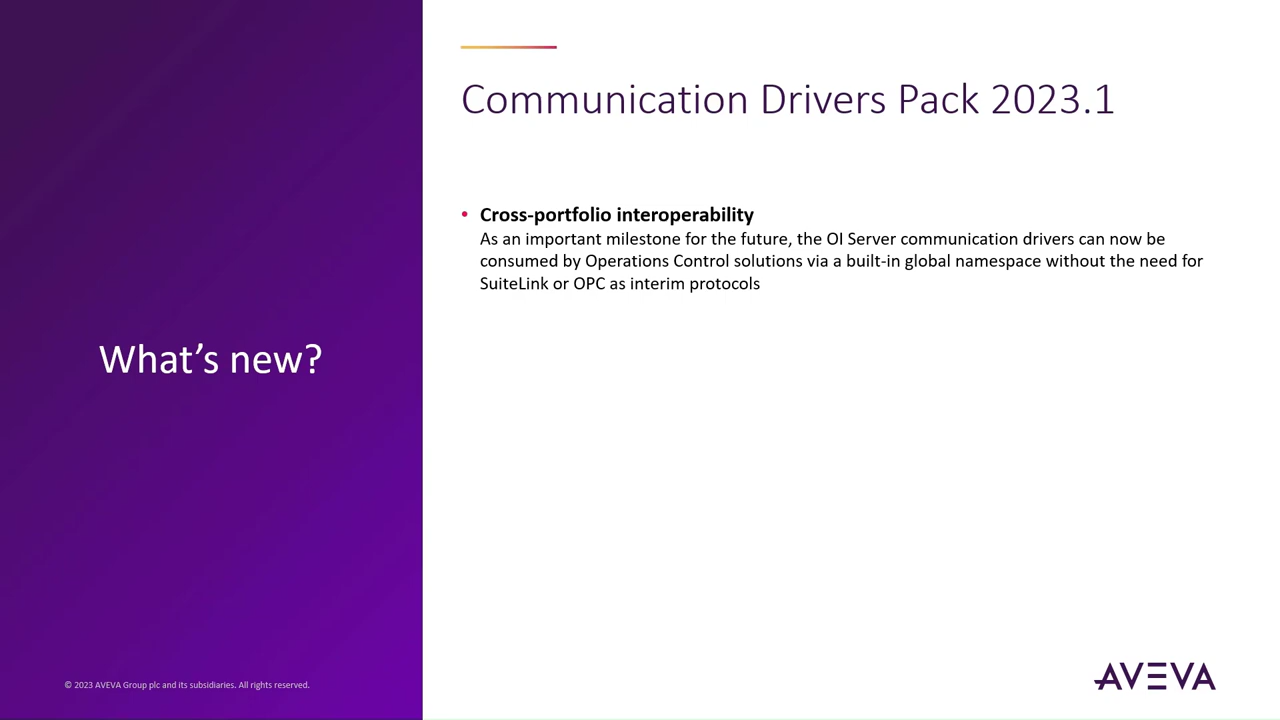 What's new?
© 2023 AVEVA Group plc and its subsidiaries. All rights reserved.
Communication Drivers Pack 2023.1
• Cross-portfolio interoperability
As an important milestone for the future, the OI Server communication drivers can now be
consumed by Operations Control solutions via a built-in global namespace without the need for
SuiteLink or OPC as interim protocols
AVEVA